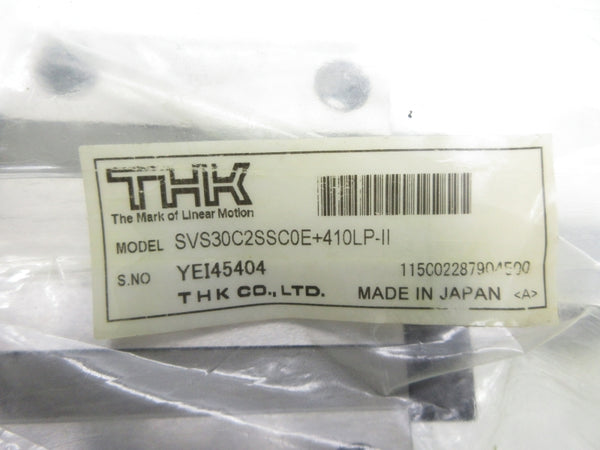 THK
The Mark of Linear Motion
MODEL SVS30C2SSC0E+410LP-II
S.NO YEI45404 115C02287904500
THK CO., LTD. MADE IN JAPAN <A>